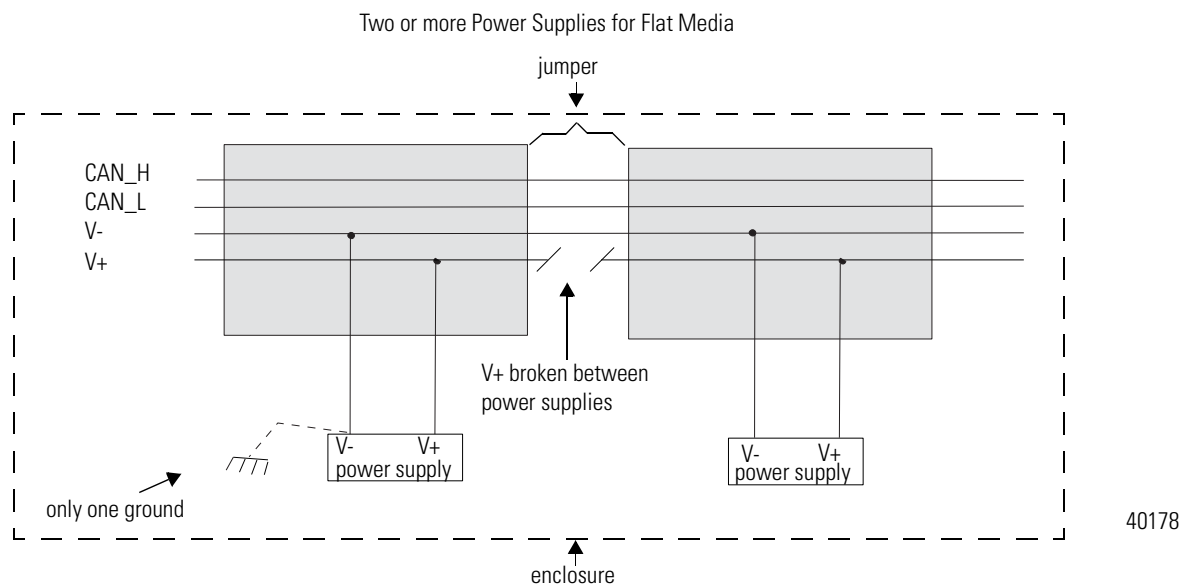 Two or more Power Supplies for Flat Media
jumper
CAN_H
CAN_L
V-
V+
V+ broken between
power supplies
V- V+
power supply
V- V+
power supply
only one ground
40178
enclosure